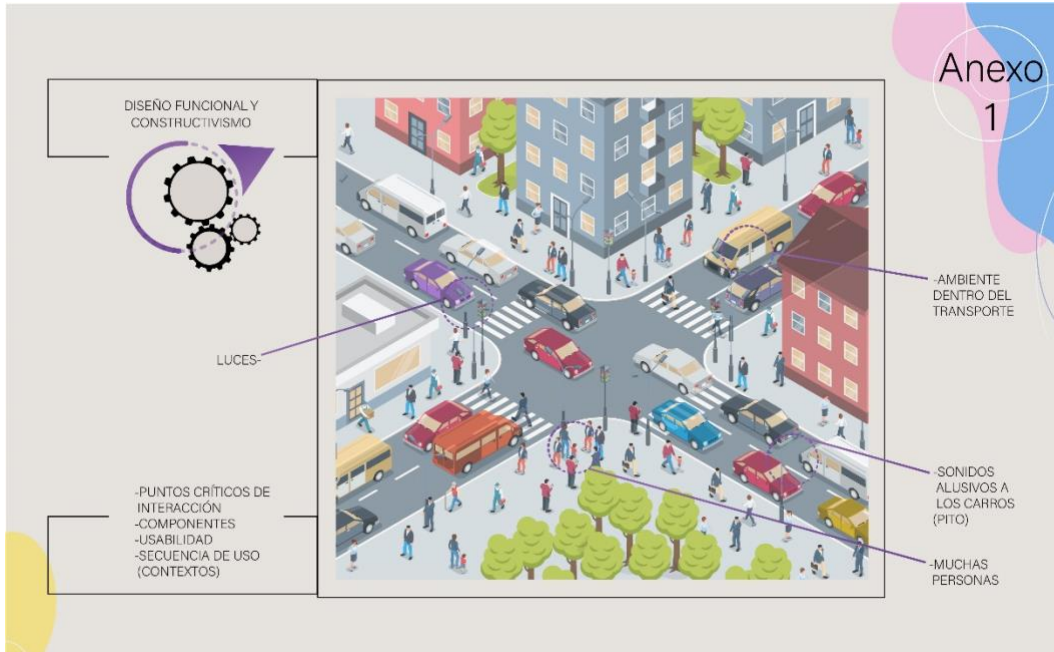 Anexo
1
DISEÑO FUNCIONAL Y
CONSTRUCTIVISMO
-AMBIENTE
DENTRO DEL
TRANSPORTE
LUCES-
-SONIDOS
ALUSIVOS A
LOS CARROS
(PITO)
-PUNTOS CRÍTICOS DE
INTERACCIÓN
-COMPONENTES
-USABILIDAD
-SECUENCIA DE USO
(CONTEXTOS)
-MUCHAS
PERSONAS